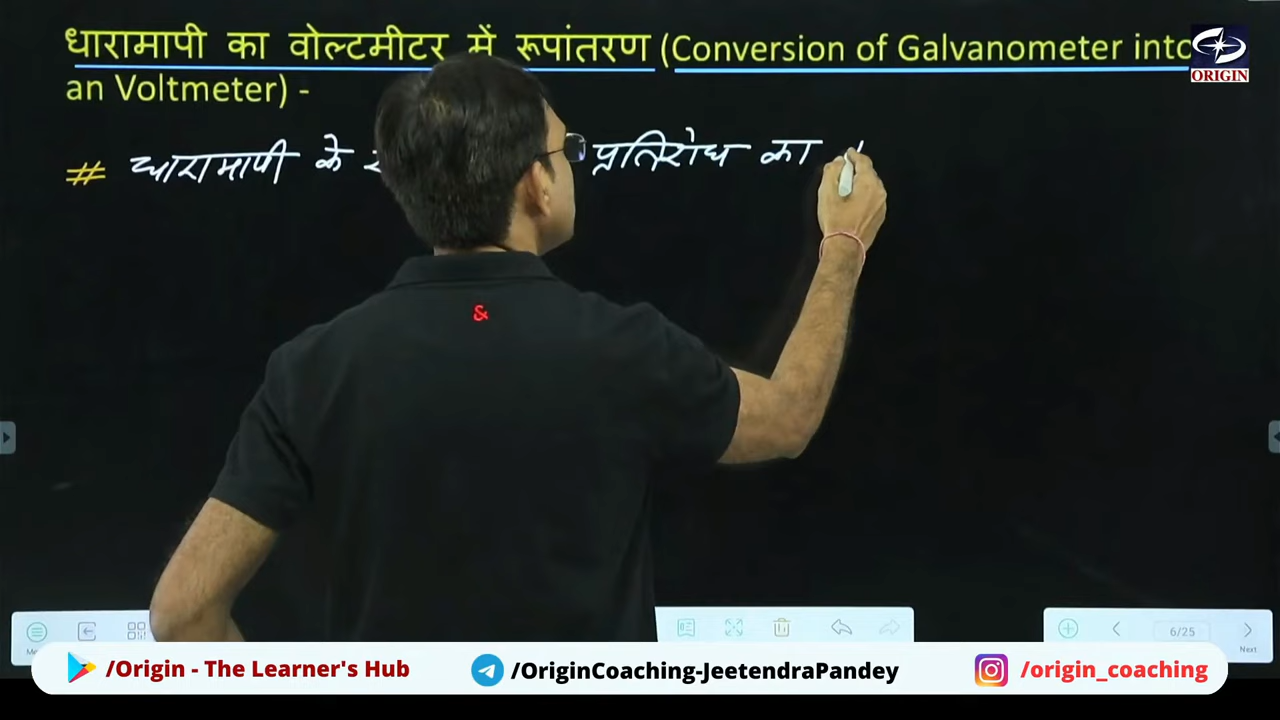 धारामापी का वोल्टमीटर में रूपांतरण (Conversion of Galvanometer into
an Voltmeter) -
ORIGIN
# धारामापी के प्रतिरोध का
&
6/25
Next
/Origin - The Learner's Hub
/OriginCoaching-JeetendraPandey
/origin_coaching